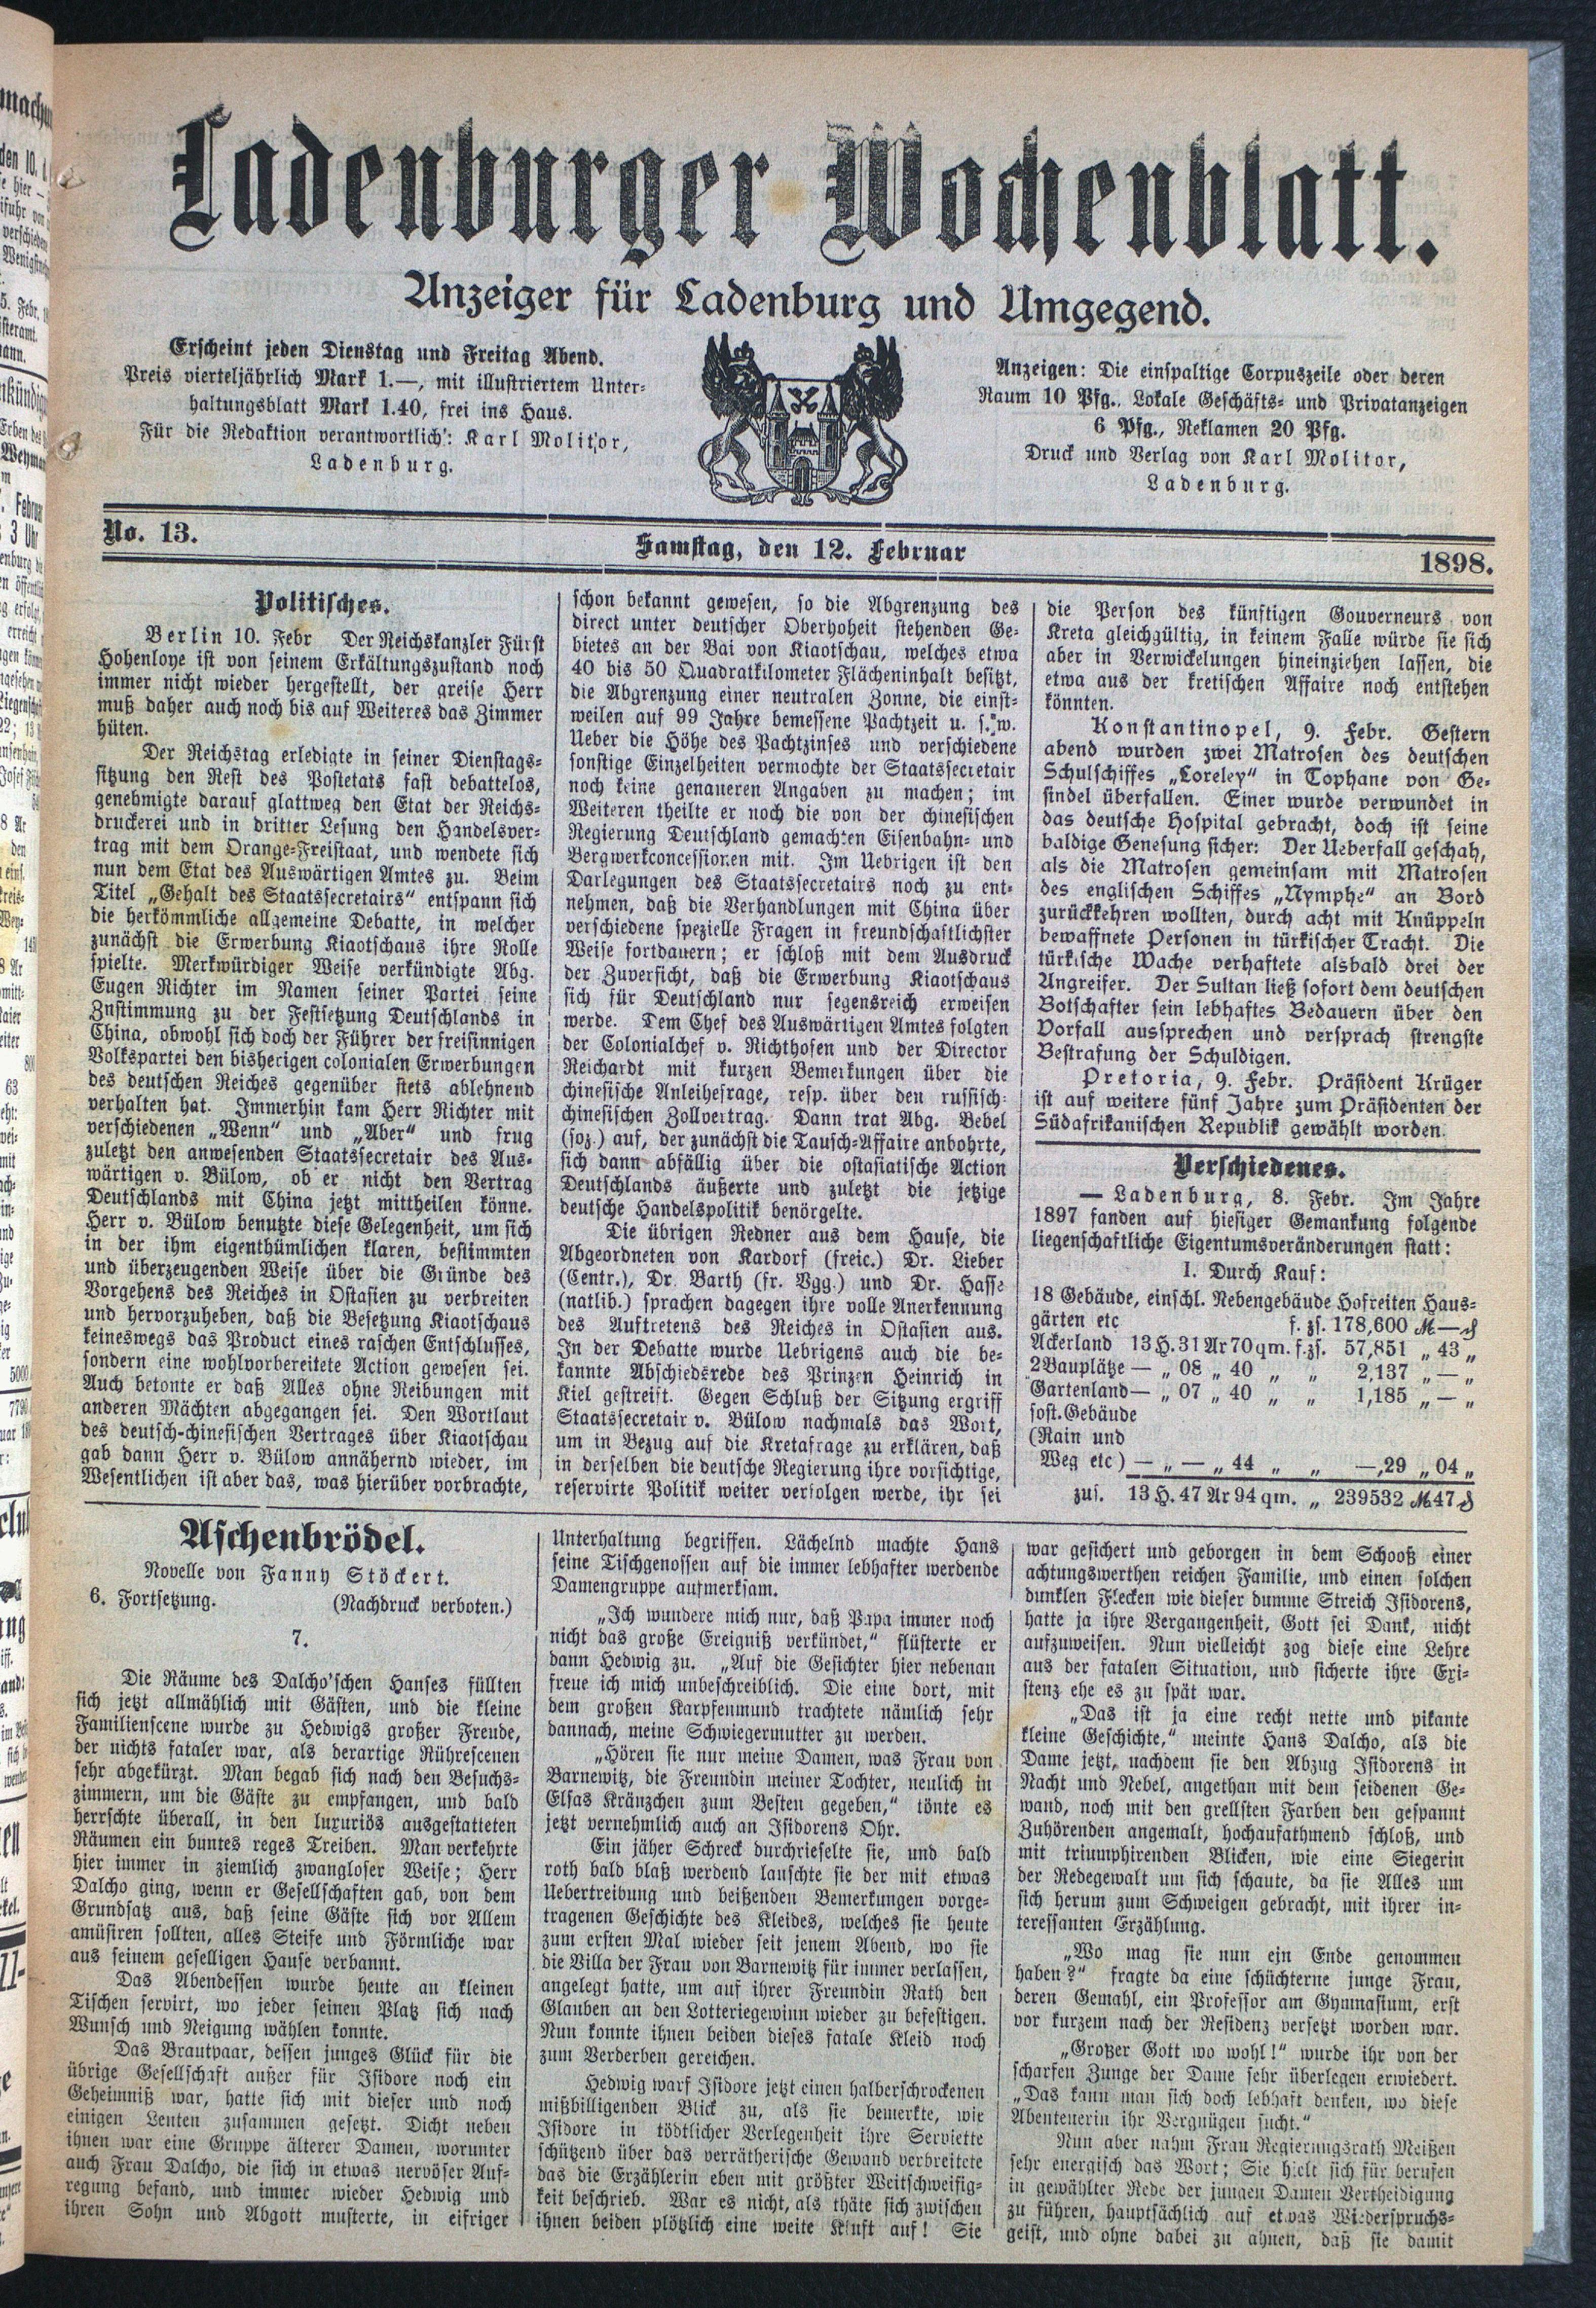 Ladenburger Wochenblatt.
Anzeiger für Ladenburg und Umgegend.
Erscheint jeden Dienstag und Freitag Abend.
Preis vierteljährlich Mark 1.—, mit illustriertem Unter-
haltungsblatt Mark 1.40, frei ins Haus.
Für die Redaktion verantwortlich: Karl Molitor,
Ladenburg.
Anzeigen: Die einspaltige Corpuszeile oder deren
Raum 10 Pfg., Lokale Geschäfts- und Privatanzeigen
6 Pfg., Reklamen 20 Pfg.
Druck und Verlag von Karl Molitor,
Ladenburg.
No. 13.
Samstag, den 12. Februar
1898.
Politisches.
Berlin 10. Febr Der Reichskanzler Fürst
Hohenloye ist von seinem Erkältungszustand noch
immer nicht wieder hergestellt, der greise Herr
muß daher auch noch bis auf Weiteres das Zimmer
hüten.
Der Reichstag erledigte in seiner Dienstags-
sitzung den Rest des Postetats fast debattelos,
genehmigte darauf glattweg den Etat der Reichs-
druckerei und in dritter Lesung den Handelsver-
trag mit dem Orange-Freistaat, und wendete sich
nun dem Etat des Auswärtigen Amtes zu. Beim
Titel „Gehalt des Staatssecretairs“ entspann sich
die herkömmliche allgemeine Debatte, in welcher
zunächst die Erwerbung Kiaotschaus ihre Rolle
spielte. Merkwürdiger Weise verkündigte Abg.
Eugen Richter im Namen seiner Partei seine
Znstimmung zu der Festsetzung Deutschlands in
China, obwohl sich doch der Führer der freisinnigen
Volkspartei den bisherigen colonialen Erwerbungen
des deutschen Reiches gegenüber stets ablehnend
verhalten hat. Immerhin kam Herr Richter mit
verschiedenen „Wenn“ und „Aber“ und frug
zuletzt den anwesenden Staatssecretair des Aus-
wärtigen v. Bülow, ob er nicht den Vertrag
Deutschlands mit China jetzt mittheilen könne.
Herr v. Bülow benutzte diese Gelegenheit, um sich
in der ihm eigenthümlichen klaren, bestimmten
und überzeugenden Weise über die Gründe des
Vorgehens des Reiches in Ostasien zu verbreiten
und hervorzuheben, daß die Besetzung Kiaotschaus
keineswegs das Product eines raschen Entschlusses,
sondern eine wohlvorbereitete Action gewesen sei.
Auch betonte er daß Alles ohne Reibungen mit
anderen Mächten abgegangen sei. Den Wortlaut
des deutsch-chinesischen Vertrages über Kiaotschau
gab dann Herr v. Bülow annähernd wieder, im
Wesentlichen ist aber das, was hierüber vorbrachte,
schon bekannt gewesen, so die Abgrenzung des
direct unter deutscher Oberhoheit stehenden Ge-
bietes an der Bai von Kiaotschau, welches etwa
40 bis 50 Quadratkilometer Flächeninhalt besitzt,
die Abgrenzung einer neutralen Zonne, die einst-
weilen auf 99 Jahre bemessene Pachtzeit u. s. w.
Ueber die Höhe des Pachtzinses und verschiedene
sonstige Einzelheiten vermochte der Staatssecretair
noch keine genaueren Angaben zu machen; im
Weiteren theilte er noch die von der chinesischen
Regierung Deutschland gemachten Eisenbahn- und
Bergwerkconcessionen mit. Im Uebrigen ist den
Darlegungen des Staatssecretairs noch zu ent-
nehmen, daß die Verhandlungen mit China über
verschiedene spezielle Fragen in freundschaftlichster
Weise fortdauern; er schloß mit dem Ausdruck
der Zuversicht, daß die Erwerbung Kiaotschaus
sich für Deutschland nur segensreich erweisen
werde. Dem Chef des Auswärtigen Amtes folgten
der Colonialchef v. Richthofen und der Director
Reichardt mit kurzen Bemerkungen über die
chinesische Anleihefrage, resp. über den russisch-
chinesischen Zollvertrag. Dann trat Abg. Bebel
(soz.) auf, der zunächst die Tausch-Affaire anbohrte,
sich dann abfällig über die ostasiatische Action
Deutschlands äußerte und zuletzt die jetzige
deutsche Handelspolitik benörgelte.
Die übrigen Redner aus dem Hause, die
Abgeordneten von Kardorf (freic.) Dr. Lieber
(Centr.), Dr. Barth (fr. Vgg.) und Dr. Hasse
(natlib.) sprachen dagegen ihre volle Anerkennung
des Auftretens des Reiches in Ostasien aus.
In der Debatte wurde Uebrigens auch die be-
kannte Abschiedsrede des Prinzen Heinrich in
Kiel gestreift. Gegen Schluß der Sitzung ergriff
Staatssecretair v. Bülow nachmals das Wort,
um in Bezug auf die Kretafrage zu erklären, daß
in derselben die deutsche Regierung ihre vorsichtige,
reservirte Politik weiter verfolgen werde, ihr sei
die Person des künftigen Gouverneurs von
Kreta gleichgültig, in keinem Falle würde sie sich
aber in Verwickelungen hineinziehen lassen, die
etwa aus der kretischen Affaire noch entstehen
könnten.
Konstantinopel, 9. Febr. Gestern
abend wurden zwei Matrosen des deutschen
Schulschiffes „Loreley“ in Tophane von Ge-
sindel überfallen. Einer wurde verwundet in
das deutsche Hospital gebracht, doch ist seine
baldige Genesung sicher: Der Ueberfall geschah,
als die Matrosen gemeinsam mit Matrosen
des englischen Schiffes „Nymphe“ an Bord
zurückkehren wollten, durch acht mit Knüppeln
bewaffnete Personen in türkischer Tracht. Die
türkische Wache verhaftete alsbald drei der
Angreifer. Der Sultan ließ sofort dem deutschen
Botschafter sein lebhaftes Bedauern über den
Vorfall aussprechen und versprach strengste
Bestrafung der Schuldigen.
Pretoria, 9. Febr. Präsident Krüger
ist auf weitere fünf Jahre zum Präsidenten der
Südafrikanischen Republik gewählt worden.
Verschiedenes.
— Ladenburg, 8. Febr. Im Jahre
1897 fanden auf hiesiger Gemankung folgende
liegenschaftliche Eigentumsveränderungen statt:
I. Durch Kauf:
18 Gebäude, einschl. Nebengebäude Hofreiten Haus-
gärten etc f. zs. 178,600 M — ₰
Ackerland 13 H. 31 Ar 70 qm. f. zs. 57,851 „ 43 „
2 Bauplätze — „ 08 „ 40 „ „ 2,137 „ — „
Gartenland — „ 07 „ 40 „ „ 1,185 „ — „
sost. Gebäude
(Rain und
Weg etc) — „ — „ 44 „ „ —,29 „ 04 „
zus. 13 H. 47 Ar 94 qm. „ 239532 M 47 ₰
Aschenbrödel.
Novelle von Fanny Stöckert.
6. Fortsetzung. (Nachdruck verboten.)
7.
Die Räume des Dalcho'schen Hanses füllten
sich jetzt allmählich mit Gästen, und die kleine
Familienscene wurde zu Hedwigs großer Freude,
der nichts fataler war, als derartige Rührescenen
sehr abgekürzt. Man begab sich nach den Besuchs-
zimmern, um die Gäste zu empfangen, und bald
herrschte überall, in den luxuriös ausgestatteten
Räumen ein buntes reges Treiben. Man verkehrte
hier immer in ziemlich zwangloser Weise; Herr
Dalcho ging, wenn er Gesellschaften gab, von dem
Grundsatz aus, daß seine Gäste sich vor Allem
amüsiren sollten, alles Steife und Förmliche war
aus seinem geselligen Hause verbannt.
Das Abendessen wurde heute an kleinen
Tischen servirt, wo jeder seinen Platz sich nach
Wunsch und Neigung wählen konnte.
Das Brautpaar, dessen junges Glück für die
übrige Gesellschaft außer für Isidore noch ein
Geheimniß war, hatte sich mit dieser und noch
einigen Lenten zusammen gesetzt. Dicht neben
ihnen war eine Gruppe älterer Damen, worunter
auch Frau Dalcho, die sich in etwas nervöser Auf-
regung befand, und immer wieder Hedwig und
ihren Sohn und Abgott musterte, in eifriger
Unterhaltung begriffen. Lächelnd machte Hans
seine Tischgenossen auf die immer lebhafter werdende
Damengruppe aufmerksam.
„Ich wundere mich nur, daß Papa immer noch
nicht das große Ereigniß verkündet,“ flüsterte er
dann Hedwig zu. „Auf die Gesichter hier nebenan
freue ich mich unbeschreiblich. Die eine dort, mit
dem großen Karpfenmund trachtete nämlich sehr
dannach, meine Schwiegermutter zu werden.
„Hören sie nur meine Damen, was Frau von
Barnewitz, die Freundin meiner Tochter, neulich in
Elsas Kränzchen zum Besten gegeben,“ tönte es
jetzt vernehmlich auch an Isidorens Ohr.
Ein jäher Schreck durchrieselte sie, und bald
roth bald blaß werdend lauschte sie der mit etwas
Uebertreibung und beißenden Bemerkungen vorge-
tragenen Geschichte des Kleides, welches sie heute
zum ersten Mal wieder seit jenem Abend, wo sie
die Villa der Frau von Barnewitz für immer verlassen,
angelegt hatte, um auf ihrer Freundin Rath den
Glauben an den Lotteriegewinn wieder zu befestigen.
Nun konnte ihnen beiden dieses fatale Kleid noch
zum Verderben gereichen.
Hedwig warf Isidore jetzt einen halberschrockenen
mißbilligenden Blick zu, als sie bemerkte, wie
Isidore in tödtlicher Verlegenheit ihre Serviette
schützend über das verrätherische Gewand verbreitete
das die Erzählerin eben mit größter Weitschweifig-
keit beschrieb. War es nicht, als thäte sich zwischen
ihnen beiden plötzlich eine weite Kluft auf! Sie
war gesichert und geborgen in dem Schooß einer
achtungswerthen reichen Familie, und einen solchen
dunklen Flecken wie dieser dumme Streich Isidorens,
hatte ja ihre Vergangenheit, Gott sei Dank, nicht
aufzuweisen. Nun vielleicht zog diese eine Lehre
aus der fatalen Situation, und sicherte ihre Exi-
stenz ehe es zu spät war.
„Das ist ja eine recht nette und pikante
kleine Geschichte,“ meinte Hans Dalcho, als die
Dame jetzt, nachdem sie den Abzug Isidorens in
Nacht und Nebel, angethan mit dem seidenen Ge-
wand, noch mit den grellsten Farben den gespannt
Zuhörenden angemalt, hochaufathmend schloß, und
mit triumphirenden Blicken, wie eine Siegerin
der Redegewalt um sich schaute, da sie Alles um
sich herum zum Schweigen gebracht, mit ihrer in-
teressanten Erzählung.
„Wo mag sie nun ein Ende genommen
haben?“ fragte da eine schüchterne junge Frau,
deren Gemahl, ein Professor am Gymnasium, erst
vor kurzem nach der Residenz versetzt worden war.
„Großer Gott wo wohl!“ wurde ihr von der
scharfen Zunge der Dame sehr überlegen erwiedert.
„Das kann man sich doch lebhaft denken, wo diese
Abenteuerin ihr Vergnügen sucht.“
Nun aber nahm Frau Regierungsrath Meißen
sehr energisch das Wort; Sie hielt sich für berufen
in gewählter Rede der jungen Damen Vertheidigung
zu führen, hauptsächlich auf etwas Wiederspruchs-
geist, und ohne dabei zu ahnen, daß sie damit